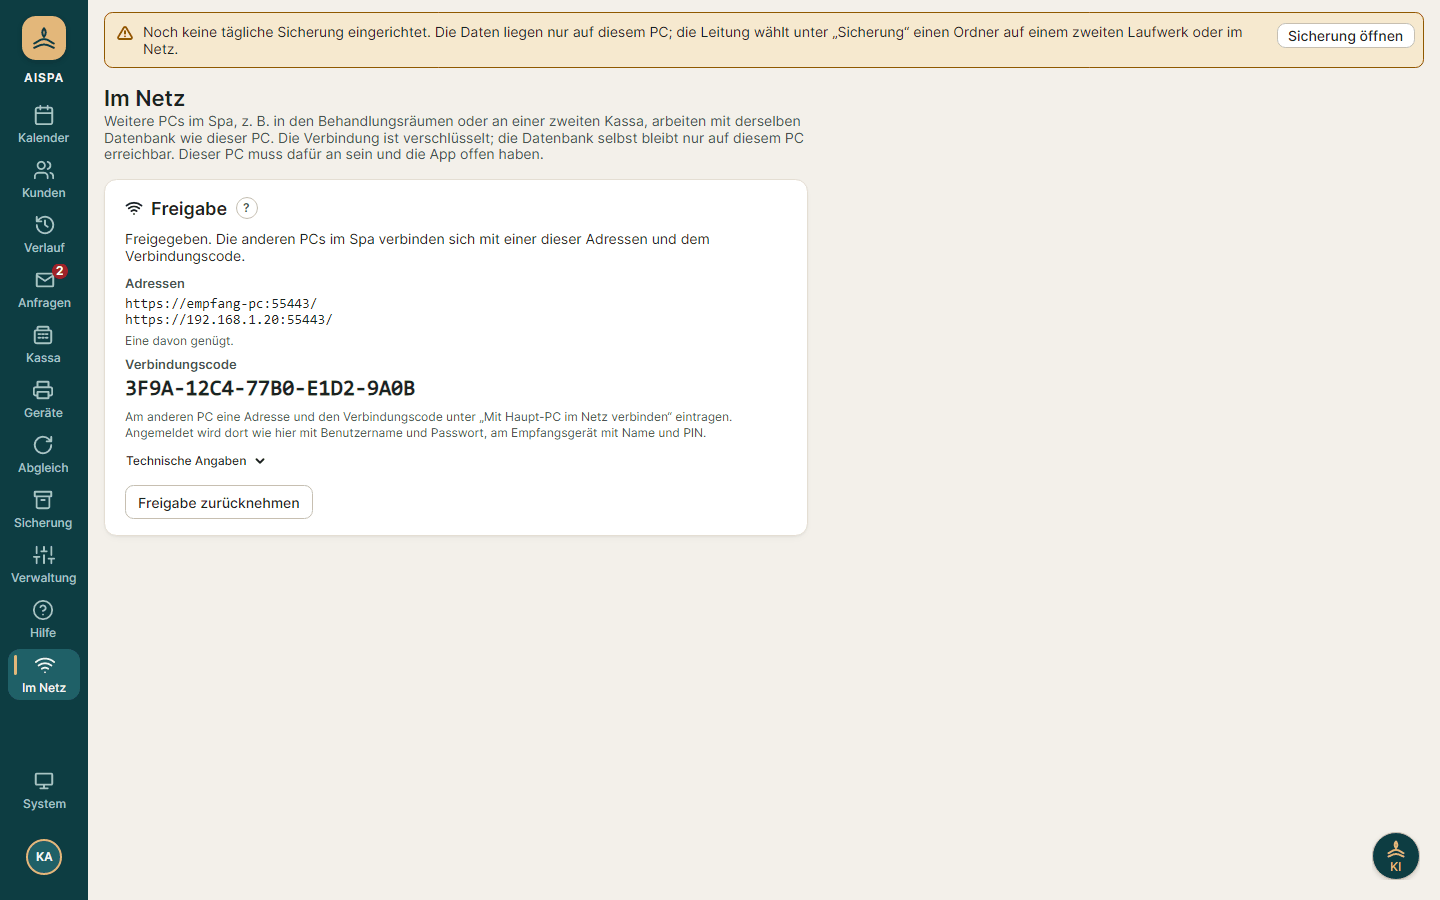 AISPA
Kalender
Kunden
Verlauf
2
Anfragen
Kassa
Geräte
Abgleich
Sicherung
Verwaltung
Hilfe
Im Netz
System
KA
Noch keine tägliche Sicherung eingerichtet. Die Daten liegen nur auf diesem PC; die Leitung wählt unter „Sicherung“ einen Ordner auf einem zweiten Laufwerk oder im
Netz.
Sicherung öffnen
Im Netz
Weitere PCs im Spa, z. B. in den Behandlungsräumen oder an einer zweiten Kassa, arbeiten mit derselben
Datenbank wie dieser PC. Die Verbindung ist verschlüsselt; die Datenbank selbst bleibt nur auf diesem PC
erreichbar. Dieser PC muss dafür an sein und die App offen haben.
Freigabe ?
Freigegeben. Die anderen PCs im Spa verbinden sich mit einer dieser Adressen und dem
Verbindungscode.
Adressen
https://empfang-pc:55443/
https://192.168.1.20:55443/
Eine davon genügt.
Verbindungscode
3F9A-12C4-77B0-E1D2-9A0B
Am anderen PC eine Adresse und den Verbindungscode unter „Mit Haupt-PC im Netz verbinden“ eintragen.
Angemeldet wird dort wie hier mit Benutzername und Passwort, am Empfangsgerät mit Name und PIN.
Technische Angaben
Freigabe zurücknehmen
KI